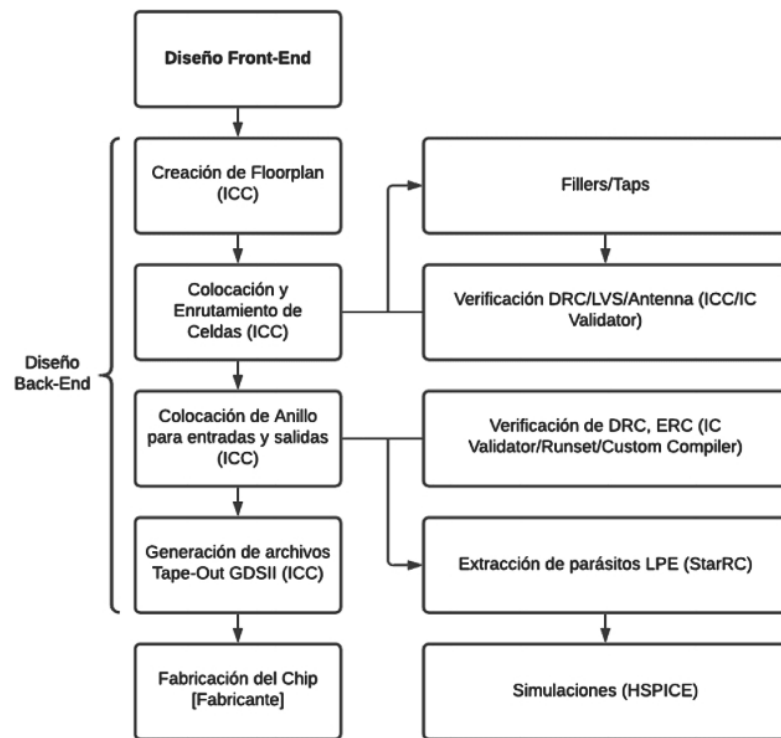 Diseño Front-End
Creación de Floorplan
(ICC)
Fillers/Taps
Colocación y
Enrutamiento de
Celdas (ICC)
Verificación DRC/LVS/Antenna (ICC/IC
Validator)
Diseño
Back-End
Colocación de Anillo
para entradas y salidas
(ICC)
Verificación de DRC, ERC (IC
Validator/Runset/Custom Compiler)
Generación de archivos
Tape-Out GDSII (ICC)
Extracción de parásitos LPE (StarRC)
Fabricación del Chip
[Fabricante]
Simulaciones (HSPICE)